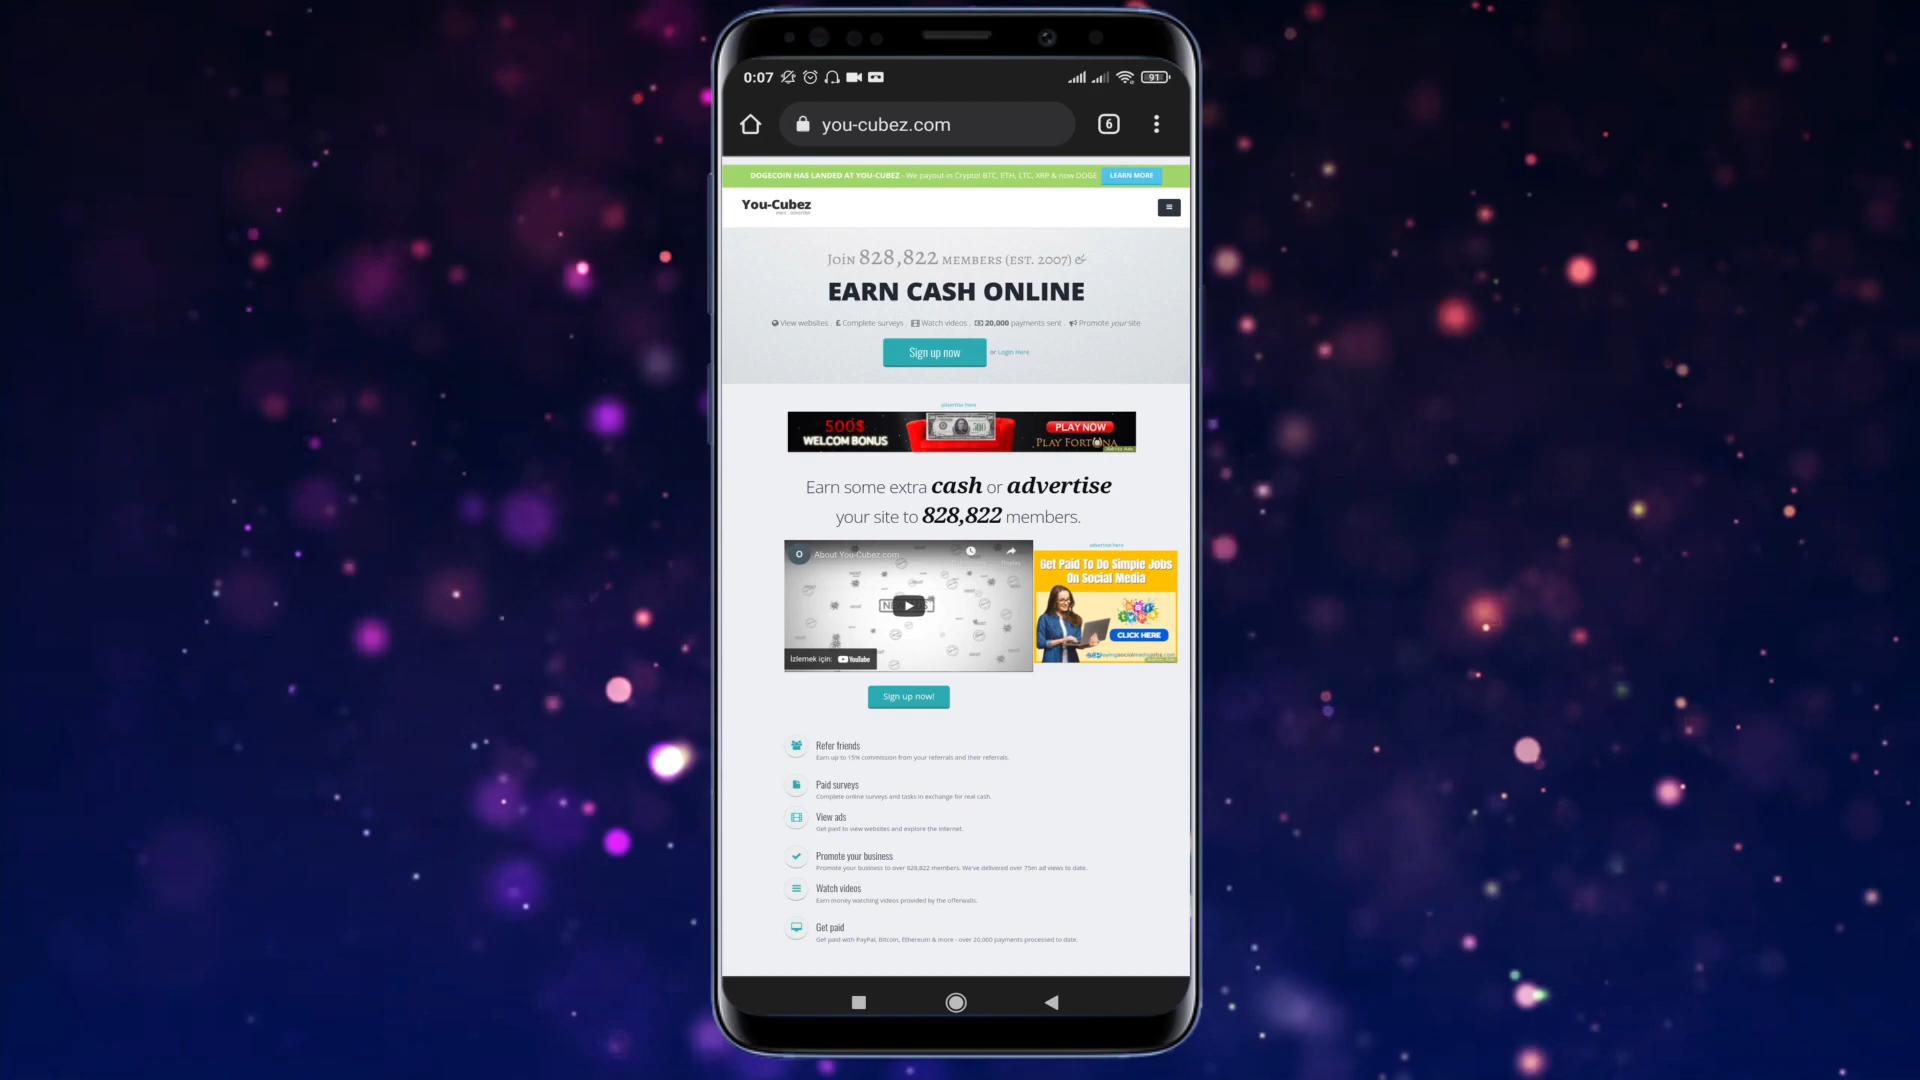 0:07
91
you-cubez.com
6
DOGECOIN HAS LANDED AT YOU-CUBEZ - We payout in Crypto! BTC, ETH, LTC, XRP & now DOGE
LEARN MORE
You-Cubez
earn . advertise
JOIN 828,822 MEMBERS (EST. 2007) &
EARN CASH ONLINE
View websites . £ Complete surveys . Watch videos . 20,000 payments sent . Promote your site
Sign up now or Login Here
advertise here
500$
WELCOM BONUS
500
PLAY NOW
PLAY FORTUNA
Earn some extra cash or advertise
your site to 828,822 members.
advertise here
O About You-Cubez.com
Get Paid To Do Simple Jobs
On Social Media
CLICK HERE
İzlemek için: YouTube
Sign up now!
Refer friends
Earn up to 15% commission from your referrals and their referrals.
Paid surveys
Complete online surveys and tasks in exchange for real cash.
View ads
Get paid to view websites and explore the internet.
Promote your business
Promote your business to over 828,822 members. We've delivered over 75m ad views to date.
Watch videos
Earn money watching videos provided by the offerwalls.
Get paid
Get paid with PayPal, Bitcoin, Ethereum & more - over 20,000 payments processed to date.